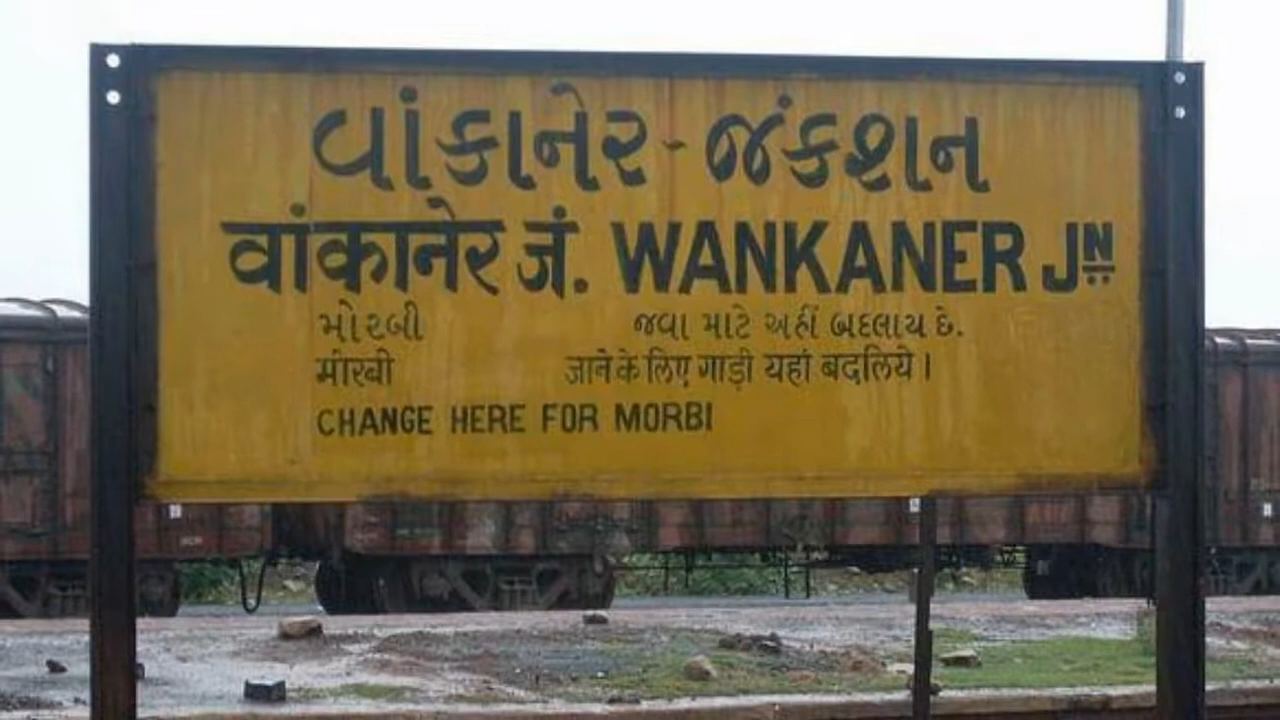 વાંકાનેર - જંકશન
वांकानेर जं. WANKANER JN
મોરબી જવા માટે અહીં બદલાય છે.
मोरबी जाने के लिए गाड़ी यहां बदलिये।
CHANGE HERE FOR MORBI